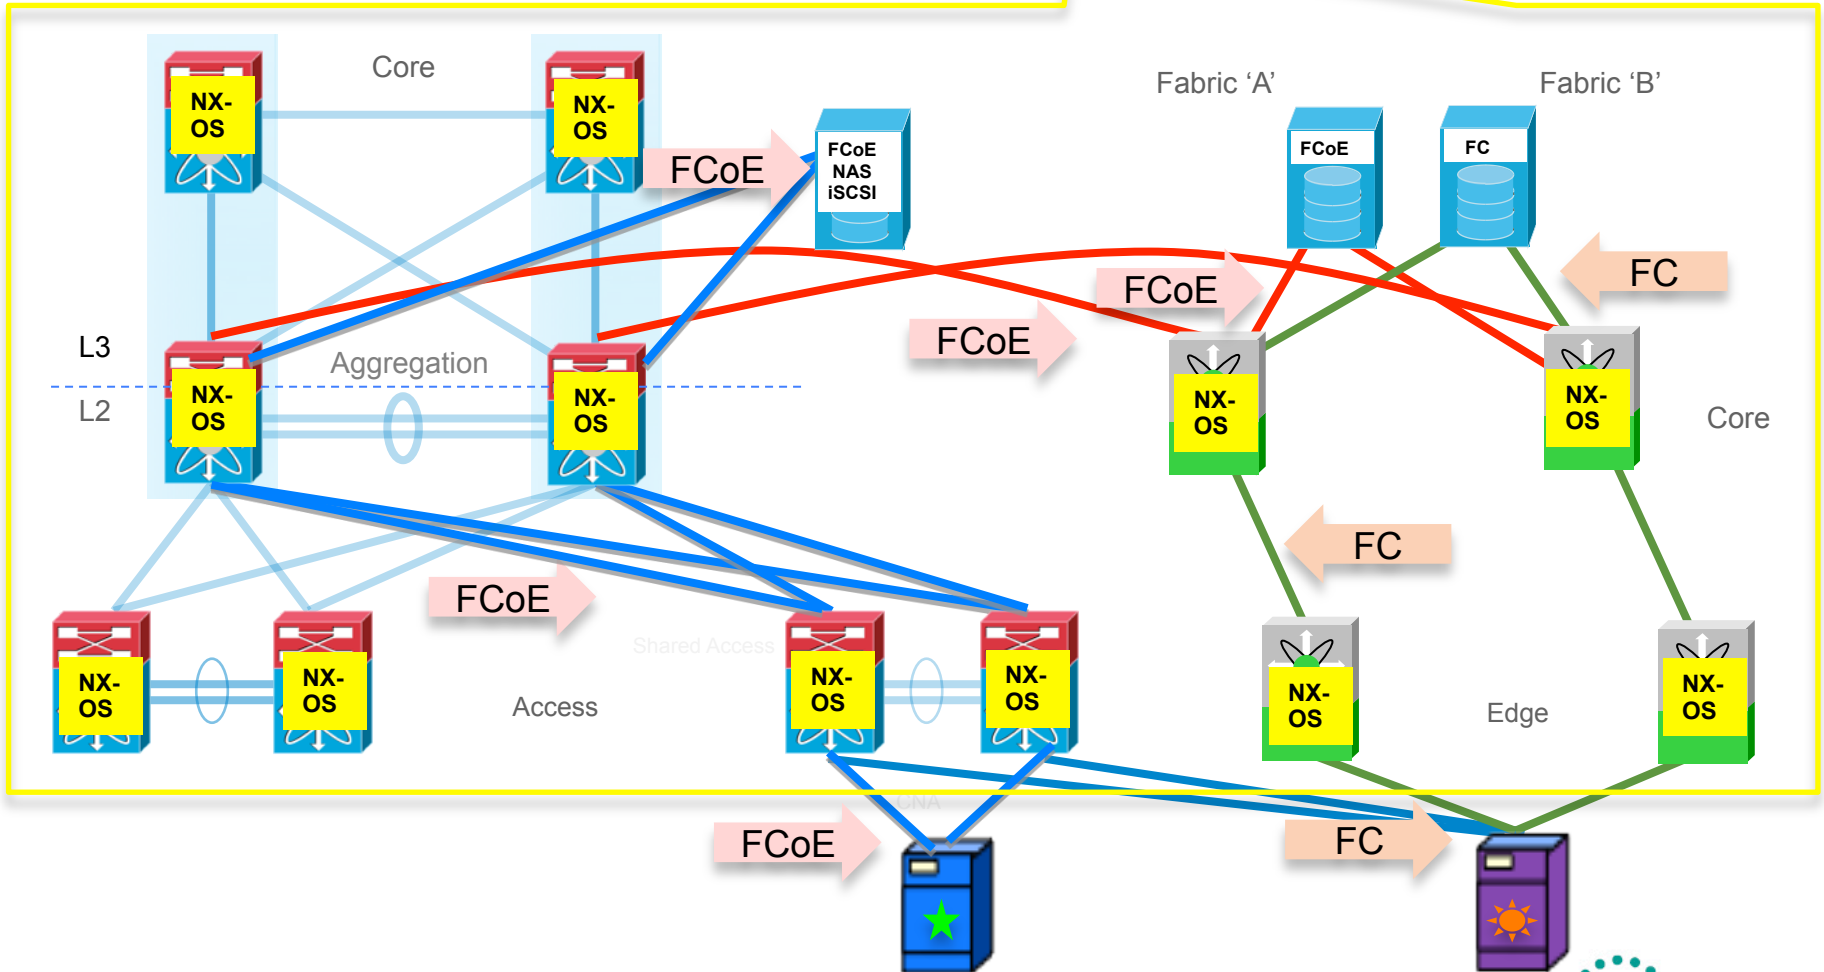 Core
Fabric ‘A’
Fabric ‘B’
NX-
OS
NX-
OS
FCoE
FCoE
NAS
iSCSI
FCoE
FC
FCoE
FC
FCoE
L3
Aggregation
L2
NX-
OS
NX-
OS
NX-
OS
NX-
OS
Core
FC
FCoE
Shared Access
NX-
OS
NX-
OS
NX-
OS
NX-
OS
NX-
OS
NX-
OS
Access
Edge
CNA
FCoE
FC